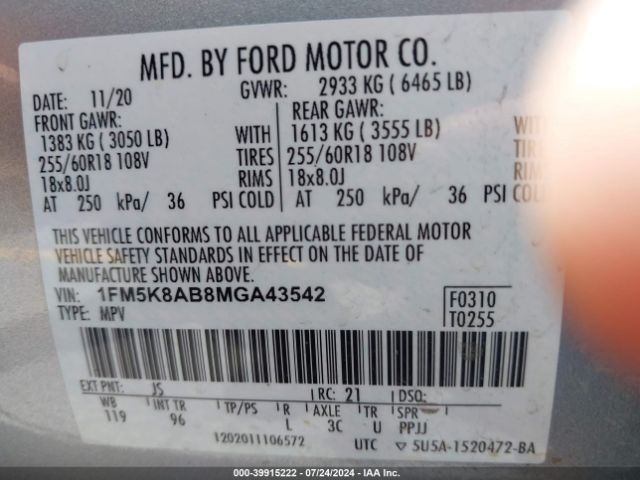 MFD. BY FORD MOTOR CO.
DATE: 11/20 GVWR: 2933 KG ( 6465 LB)
FRONT GAWR: REAR GAWR:
1383 KG ( 3050 LB) WITH 1613 KG ( 3555 LB) WITH
255/60R18 108V TIRES 255/60R18 108V TIRES
18x8.0J RIMS 18x8.0J RIMS
AT 250 kPa/ 36 PSI COLD AT 250 kPa/ 36 PSI COLD
THIS VEHICLE CONFORMS TO ALL APPLICABLE FEDERAL MOTOR
VEHICLE SAFETY STANDARDS IN EFFECT ON THE DATE OF
MANUFACTURE SHOWN ABOVE.
VIN: 1FM5K8AB8MGA43542 F0310
TYPE: MPV T0255
EXT PNT: JS RC: 21 DSO:
WB INT TR TP/PS R AXLE TR SPR
119 96 L 3C U PPJJ
1202011106572 UTC 5U5A-1520472-BA
000-39915222 - 07/24/2024 - IAA Inc.